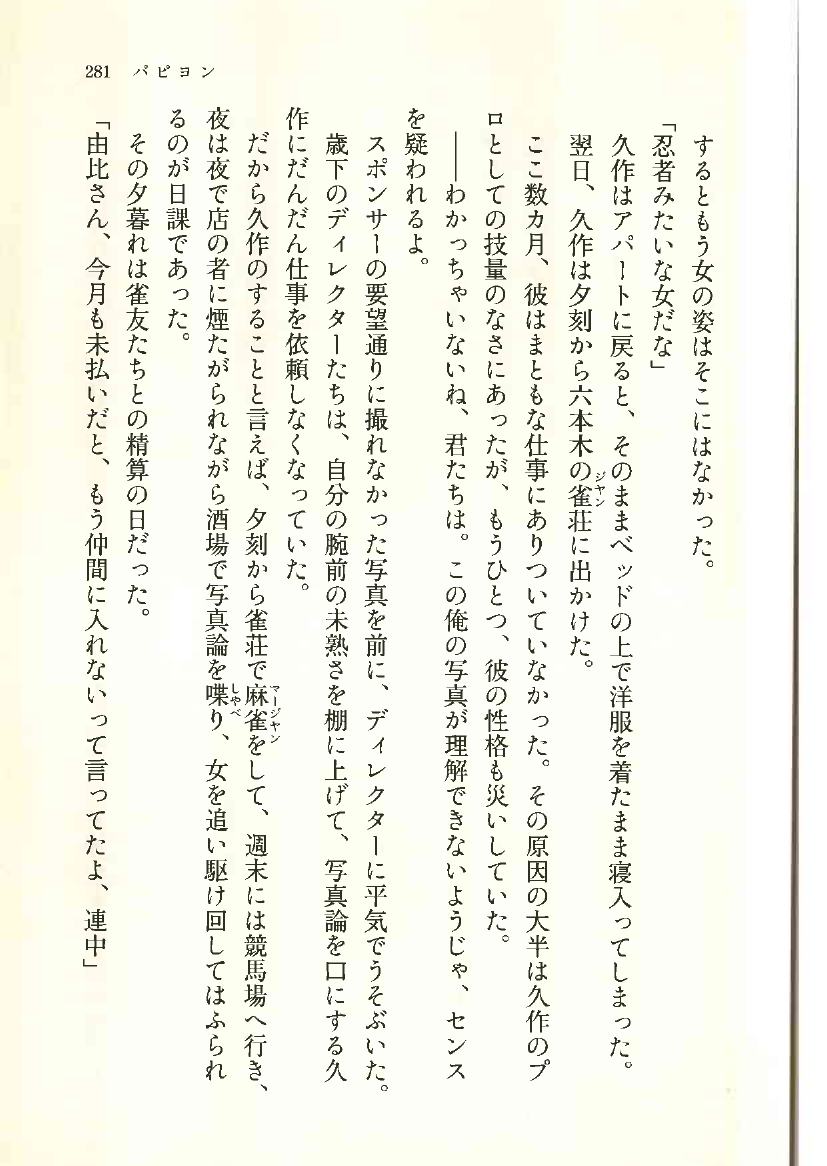 281 パピヨン
するともう女の姿はそこにはなかった。
「忍者みたいな女だな」
久作はアパートに戻ると、そのままベッドの上で洋服を着たまま寝入ってしまった。
翌日、久作は夕刻から六本木の雀荘に出かけた。
ジヤン
ここ数カ月、彼はまともな仕事にありついていなかった。その原因の大半は久作のプ
ロとしての技量のなさにあったが、もうひとつ、彼の性格も災いしていた。
――わかっちゃいないね、君たちは。この俺の写真が理解できないようじゃ、センス
を疑われるよ。
スポンサーの要望通りに撮れなかった写真を前に、ディレクターに平気でうそぶいた。
歳下のディレクターたちは、自分の腕前の未熟さを棚に上げて、写真論を口にする久
作にだんだん仕事を依頼しなくなっていた。
だから久作のすることと言えば、夕刻から雀荘で麻雀をして、週末には競馬場へ行き、
マージヤン
夜は夜で店の者に煙たがられながら酒場で写真論を喋り、女を追い駆け回してはふられ
しやべ
るのが日課であった。
その夕暮れは雀友たちとの精算の日だった。
「由比さん、今月も未払いだと、もう仲間に入れないって言ってたよ、連中」